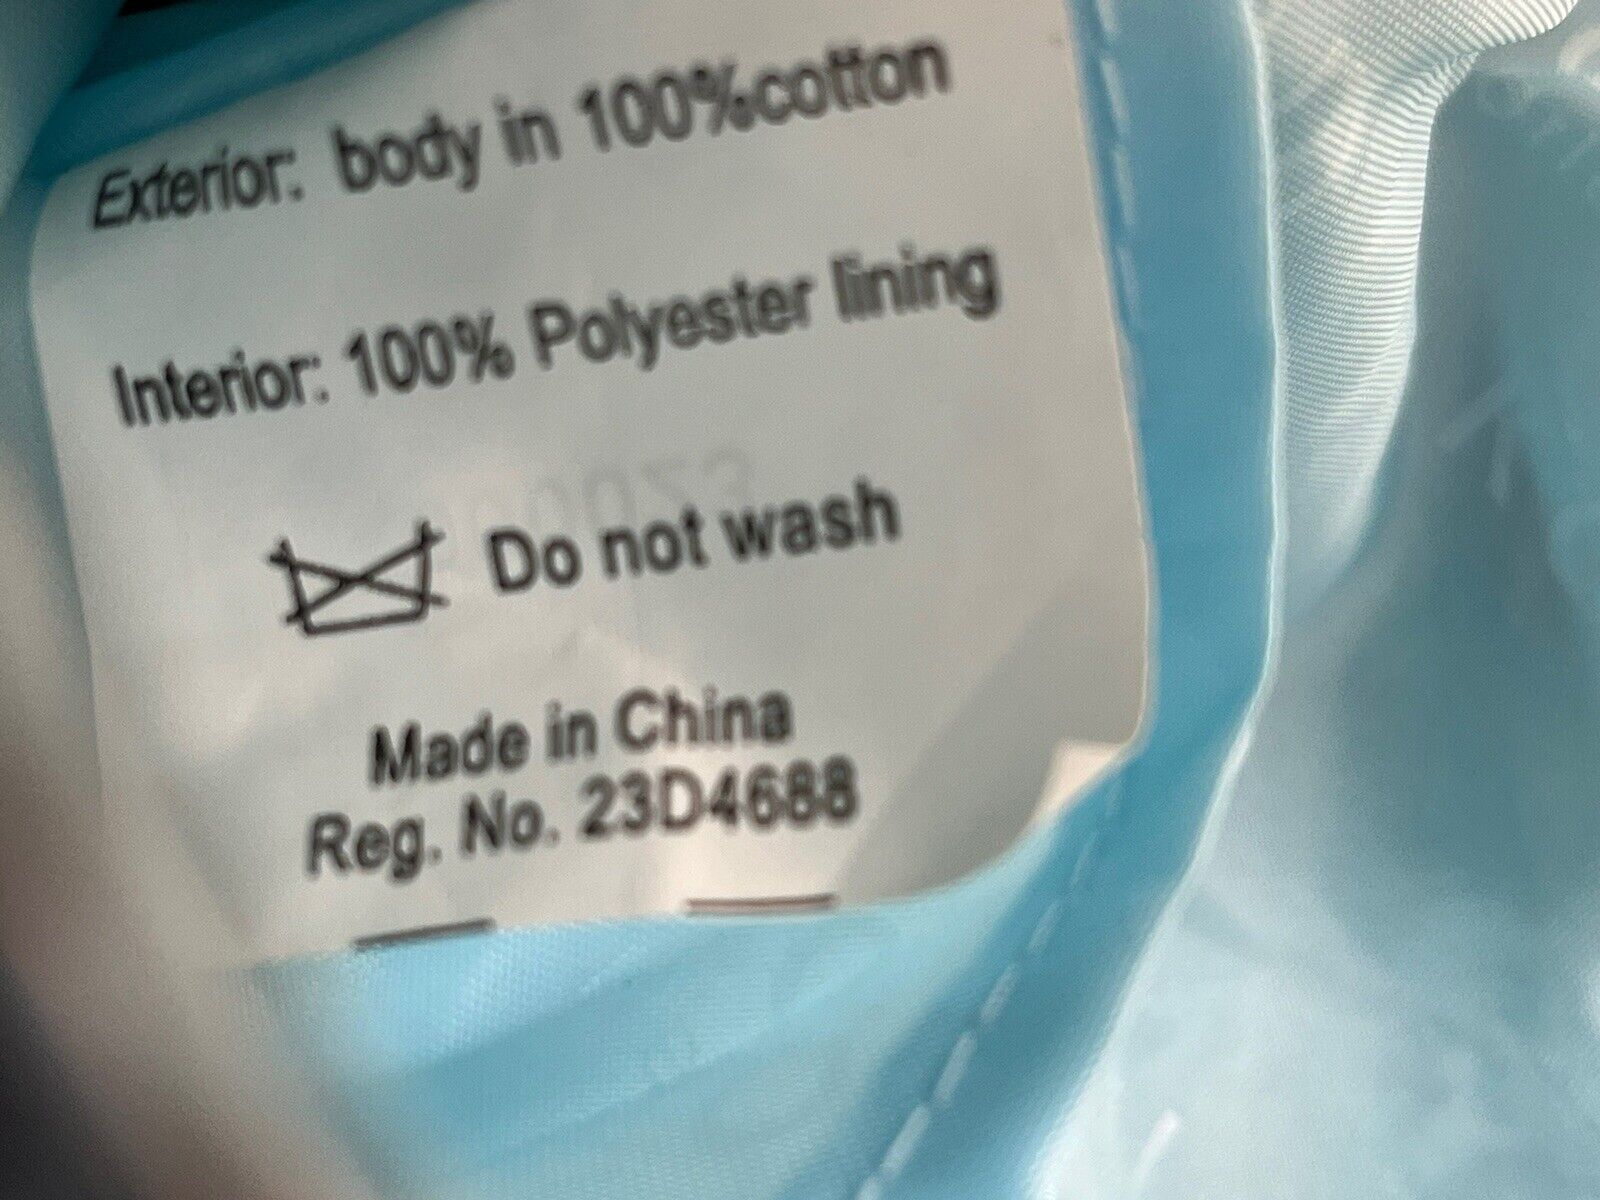 Exterior: body in 100%cotton
Interior: 100% Polyester lining
Do not wash
Made in China
Reg. No. 23D4688